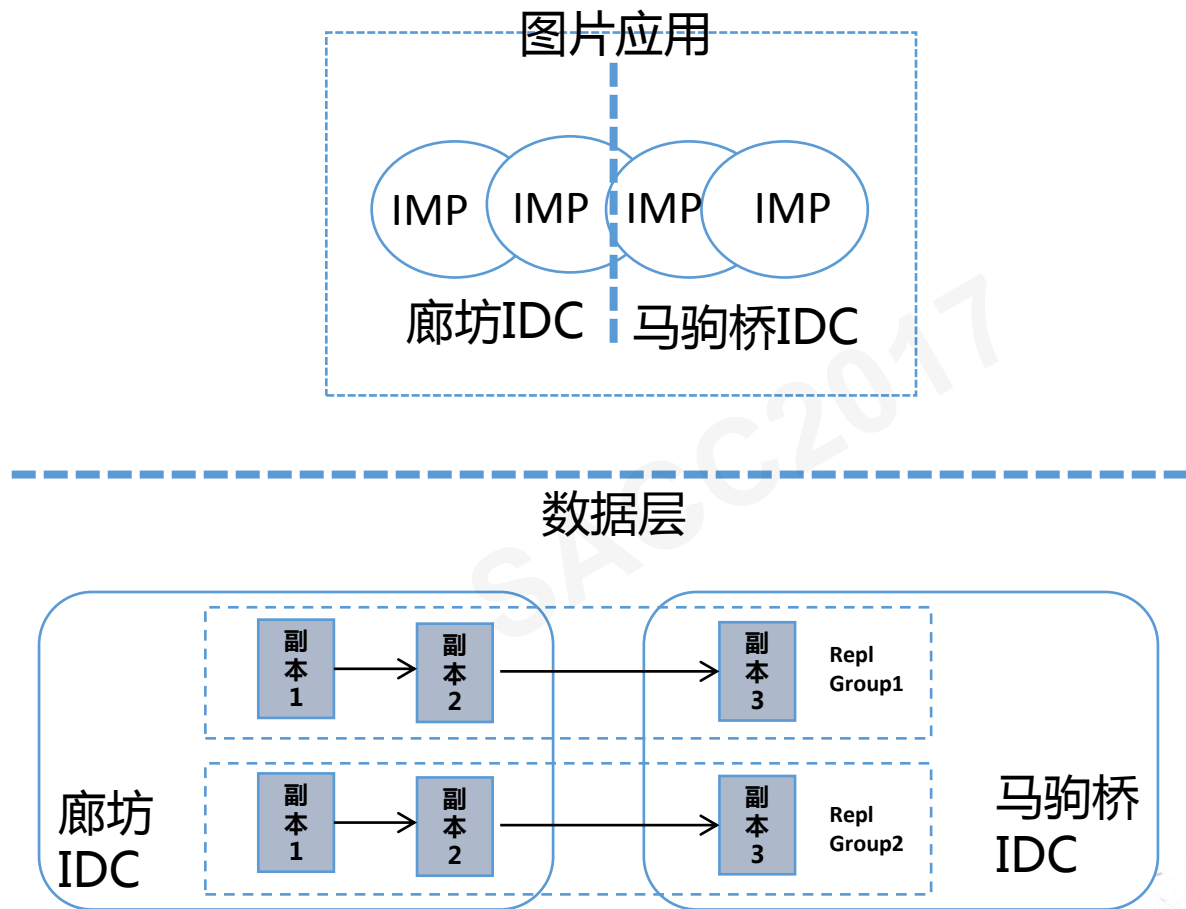 图片应用
IMP IMP IMP IMP
廊坊IDC 马驹桥IDC
SACC2017
数据层
副
本
1
副
本
2
副
本
3
Repl
Group1
副
本
1
副
本
2
副
本
3
Repl
Group2
廊坊
IDC
马驹桥
IDC